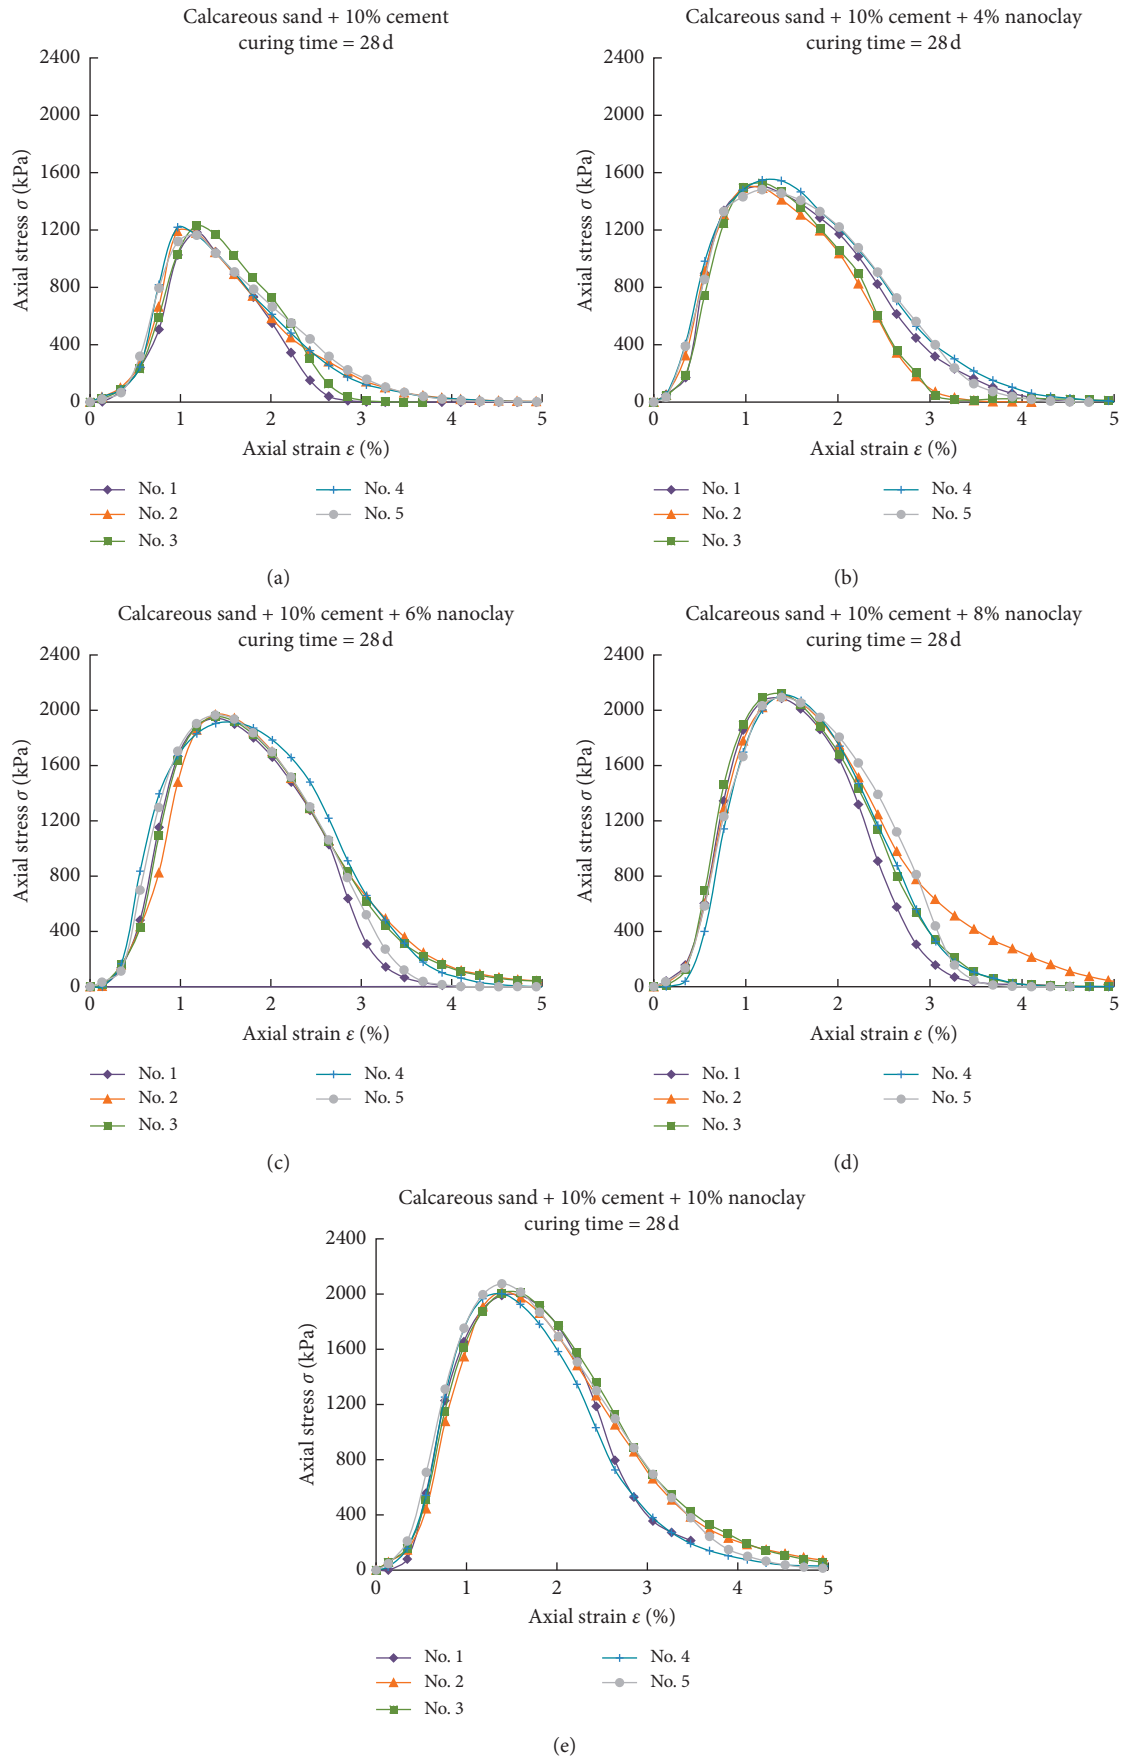 Calcareous sand + 10% cement
curing time = 28 d
2400
2000
1600
1200
800
400
0
Axial stress σ (kPa)
0 1 2 3 4 5
Axial strain ε (%)
No. 1
No. 2
No. 3
No. 4
No. 5
(a)
Calcareous sand + 10% cement + 4% nanoclay
curing time = 28 d
2400
2000
1600
1200
800
400
0
Axial stress σ (kPa)
0 1 2 3 4 5
Axial strain ε (%)
No. 1
No. 2
No. 3
No. 4
No. 5
(b)
Calcareous sand + 10% cement + 6% nanoclay
curing time = 28 d
2400
2000
1600
1200
800
400
0
Axial stress σ (kPa)
0 1 2 3 4 5
Axial strain ε (%)
No. 1
No. 2
No. 3
No. 4
No. 5
(c)
Calcareous sand + 10% cement + 8% nanoclay
curing time = 28 d
2400
2000
1600
1200
800
400
0
Axial stress σ (kPa)
0 1 2 3 4 5
Axial strain ε (%)
No. 1
No. 2
No. 3
No. 4
No. 5
(d)
Calcareous sand + 10% cement + 10% nanoclay
curing time = 28 d
2400
2000
1600
1200
800
400
0
Axial stress σ (kPa)
0 1 2 3 4 5
Axial strain ε (%)
No. 1
No. 2
No. 3
No. 4
No. 5
(e)